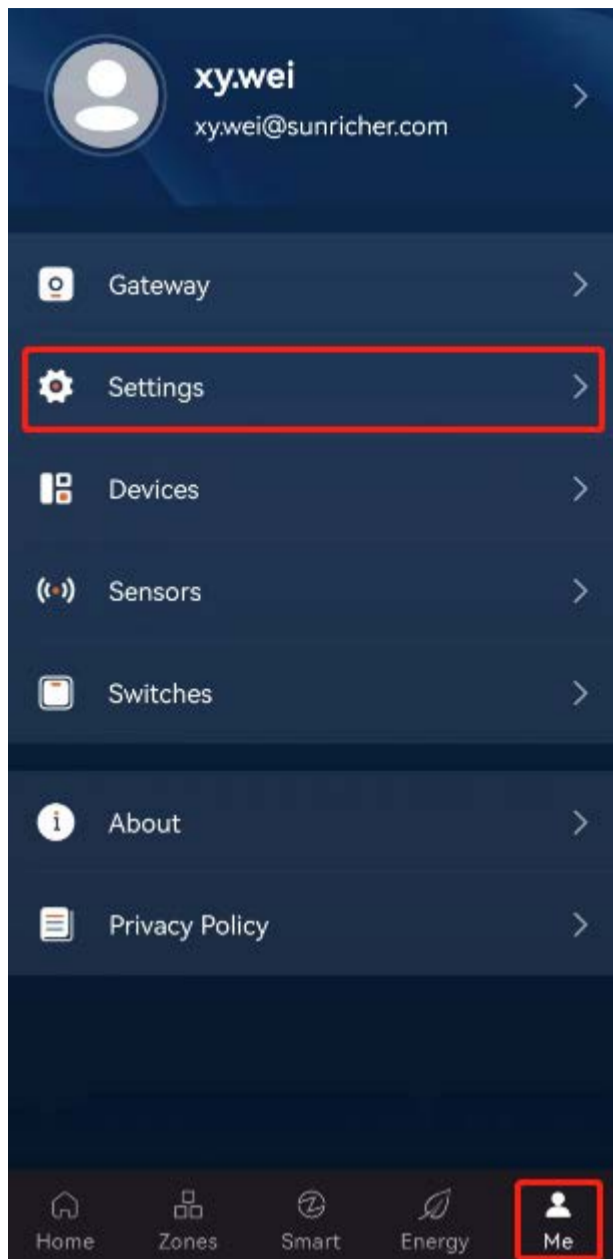 xy.wei
xy.wei@sunricher.com
Gateway
Settings
Devices
Sensors
Switches
About
Privacy Policy
Home Zones Smart Energy Me